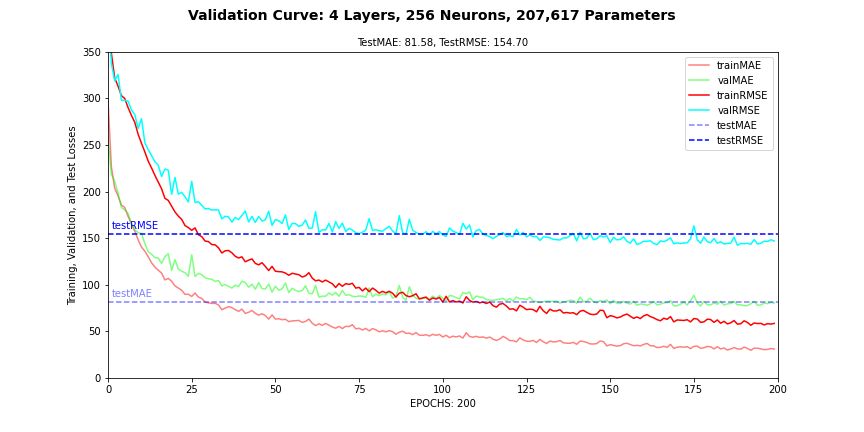 Validation Curve: 4 Layers, 256 Neurons, 207,617 Parameters
TestMAE: 81.58, TestRMSE: 154.70
350
300
250
200
150
100
50
0
Training, Validation, and Test Losses
testRMSE
testMAE
trainMAE
valMAE
trainRMSE
valRMSE
testMAE
testRMSE
0 25 50 75 100 125 150 175 200
EPOCHS: 200